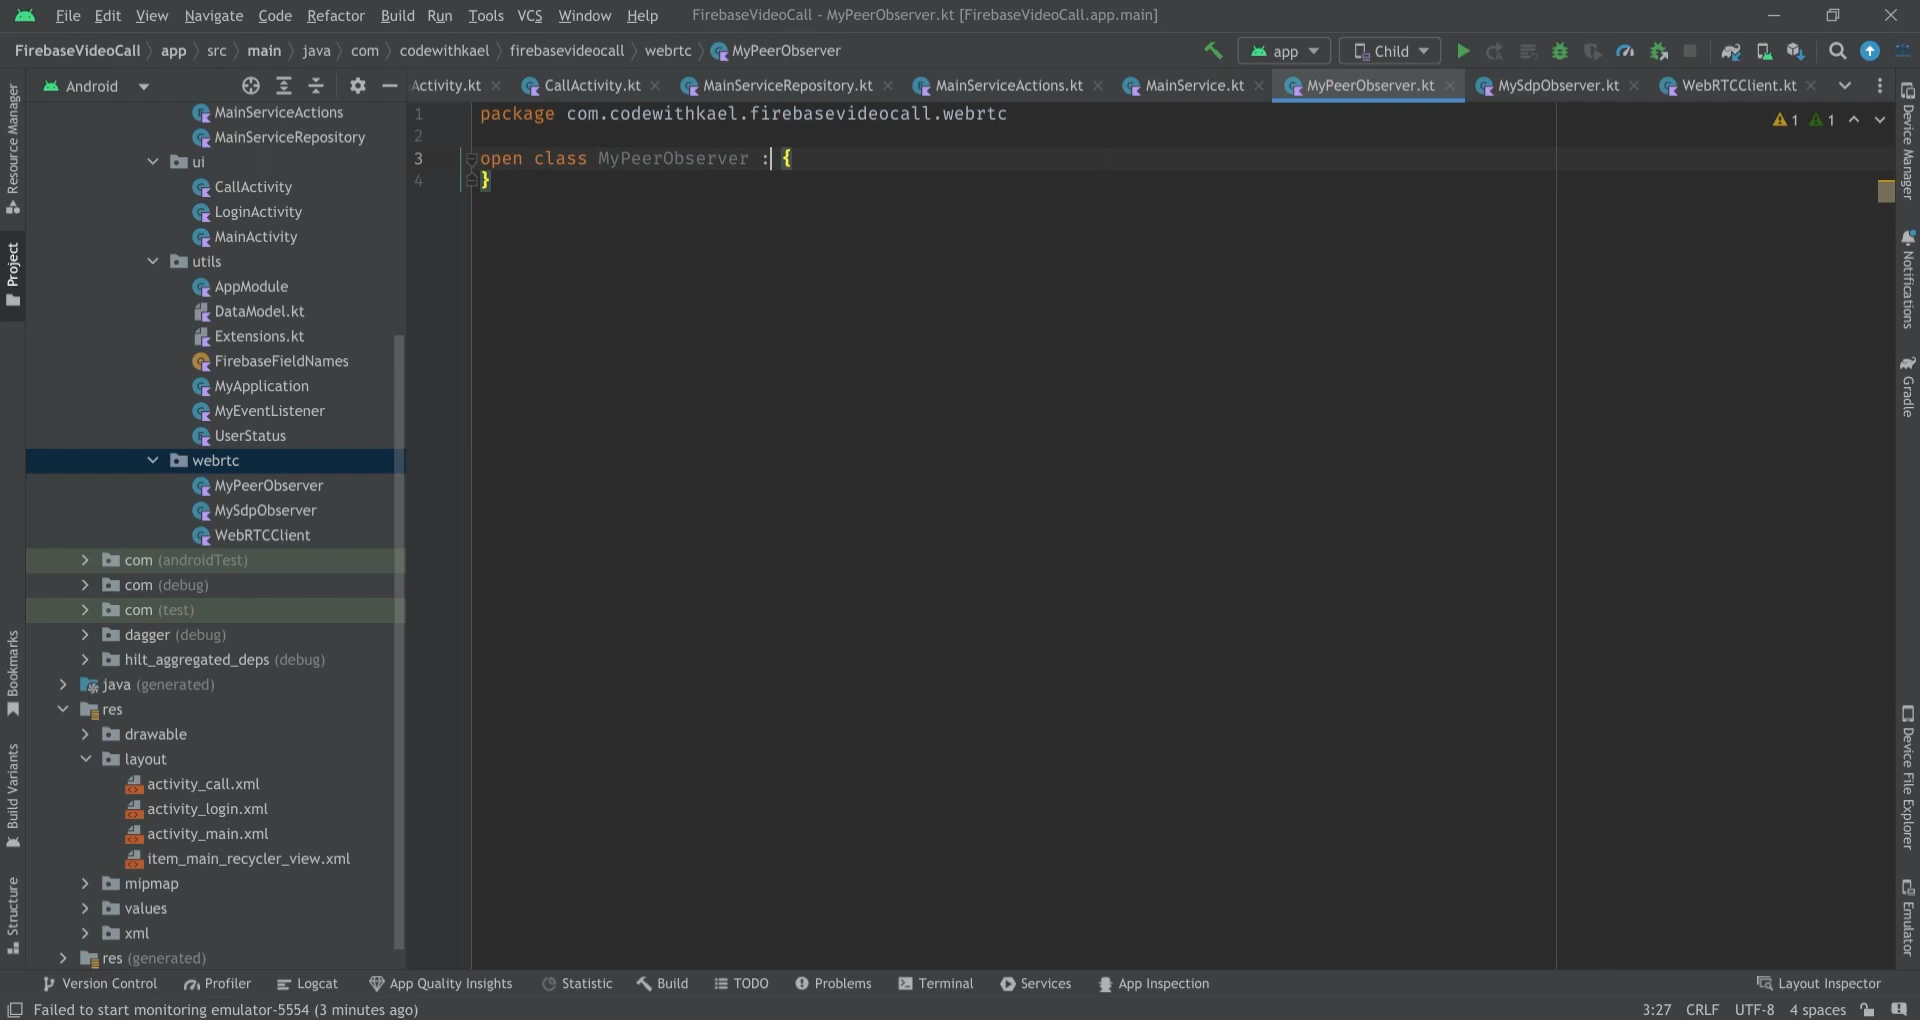 File Edit View Navigate Code Refactor Build Run Tools VCS Window Help FirebaseVideoCall - MyPeerObserver.kt [FirebaseVideoCall.app.main]
FirebaseVideoCall app src main java com codewithkael firebasevideocall webrtc MyPeerObserver app Child
Android Activity.kt CallActivity.kt MainServiceRepository.kt MainServiceActions.kt MainService.kt MyPeerObserver.kt MySdpObserver.kt WebRTCClient.kt
Resource Manager
Project
Bookmarks
Build Variants
Structure
MainServiceActions
MainServiceRepository
ui
CallActivity
LoginActivity
MainActivity
utils
AppModule
DataModel.kt
Extensions.kt
FirebaseFieldNames
MyApplication
MyEventListener
UserStatus
webrtc
MyPeerObserver
MySdpObserver
WebRTCClient
com (androidTest)
com (debug)
com (test)
dagger (debug)
hilt_aggregated_deps (debug)
java (generated)
res
drawable
layout
activity_call.xml
activity_login.xml
activity_main.xml
item_main_recycler_view.xml
mipmap
values
xml
res (generated)
1 package com.codewithkael.firebasevideocall.webrtc
2
3 open class MyPeerObserver : {
4 }
1 1
Device Manager
Notifications
Gradle
Device File Explorer
Emulator
Version Control Profiler Logcat App Quality Insights Statistic Build TODO Problems Terminal Services App Inspection Layout Inspector
Failed to start monitoring emulator-5554 (3 minutes ago) 3:27 CRLF UTF-8 4 spaces